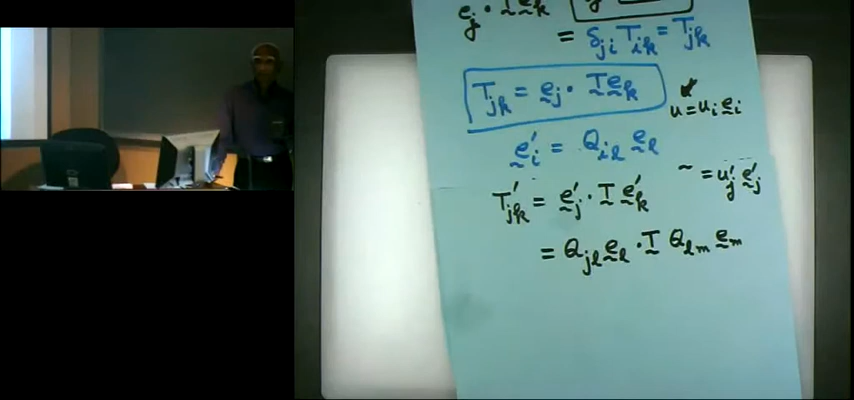 e_j · T e_k
= δ_ji T_ik = T_jk
T_jk = e_j · T e_k
u = u_i e_i
e'_i = Q_il e_l
~ = u'_j e'_j
T'_jk = e'_j · T e'_k
= Q_jl e_l · T Q_lm e_m